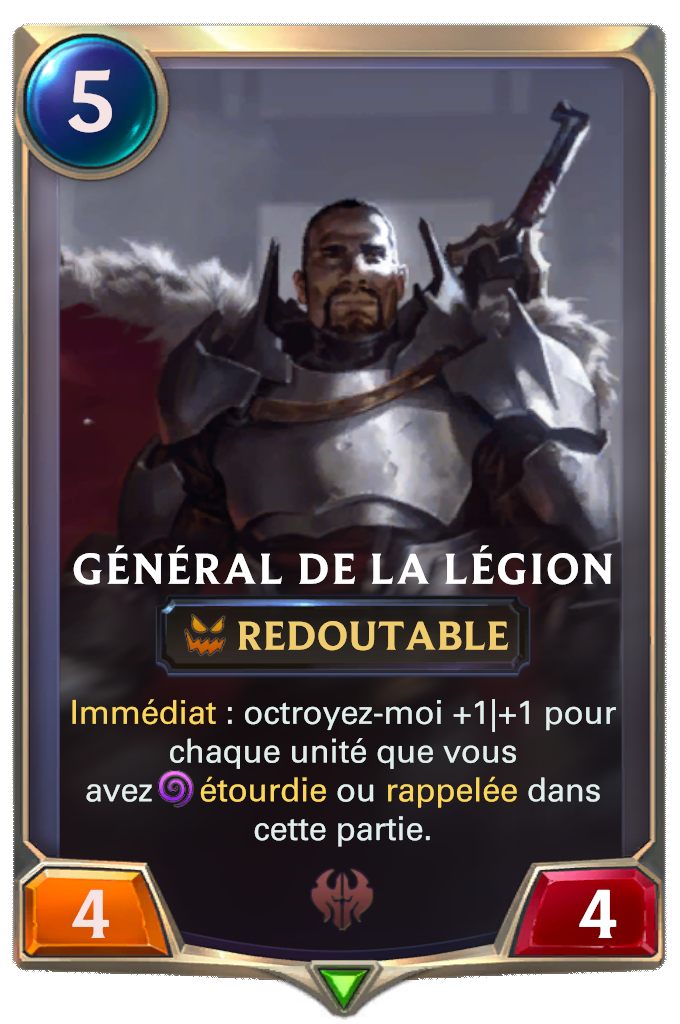 5
GÉNÉRAL DE LA LÉGION
REDOUTABLE
Immédiat : octroyez-moi +1|+1 pour
chaque unité que vous
avez étourdie ou rappelée dans
cette partie.
4
4